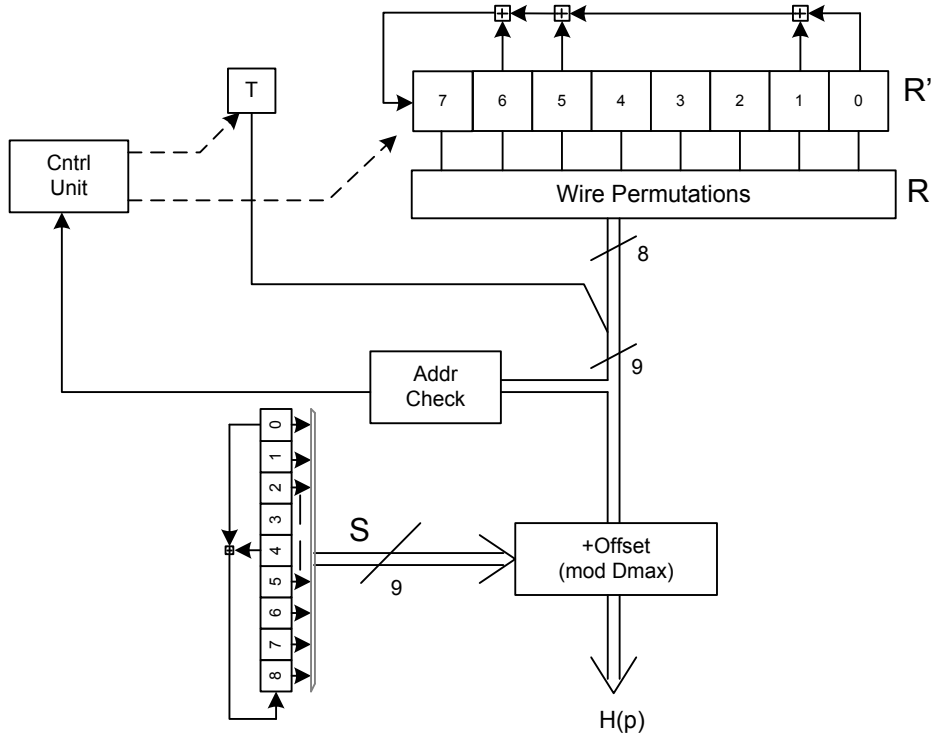 T
7 6 5 4 3 2 1 0
R'
Cntrl
Unit
Wire Permutations
R
8
9
Addr
Check
0
1
2
3
4
5
6
7
8
S
9
+Offset
(mod Dmax)
H(p)